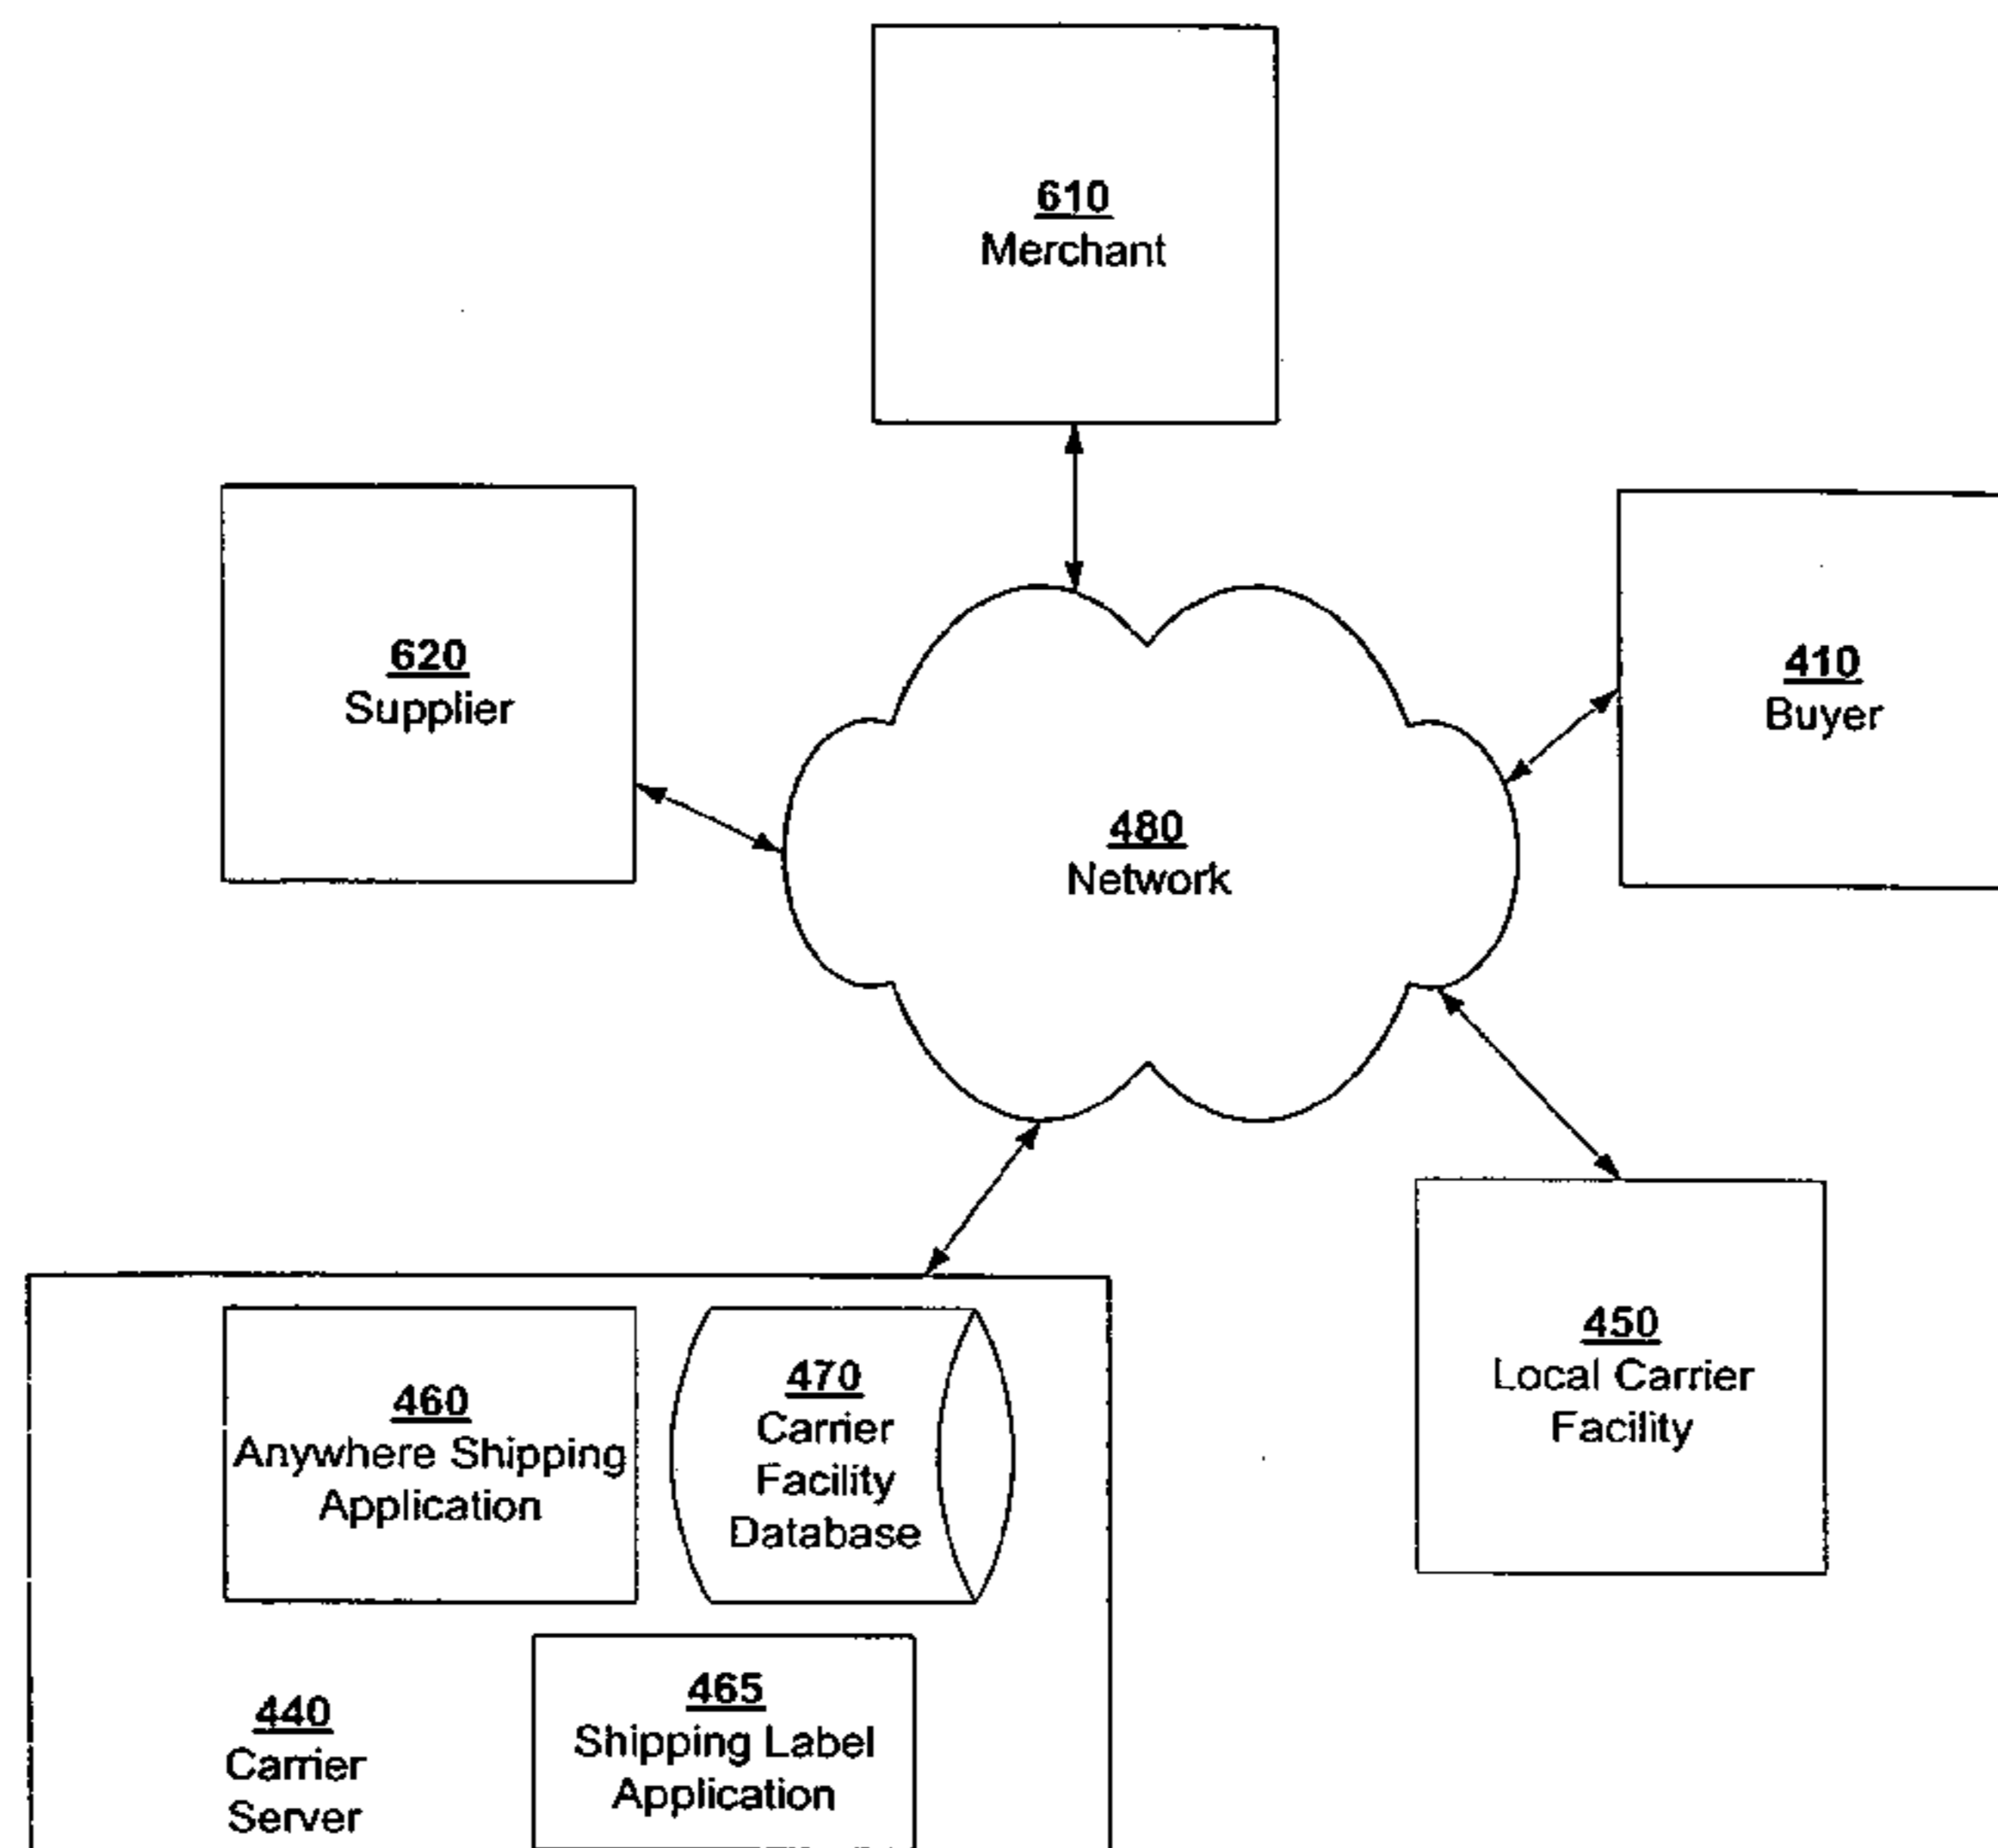 610
Merchant
620
Supplier
410
Buyer
480
Network
450
Local Carrier
Facility
460
Anywhere Shipping
Application
470
Carrier
Facility
Database
465
Shipping Label
Application
440
Carrier
Server